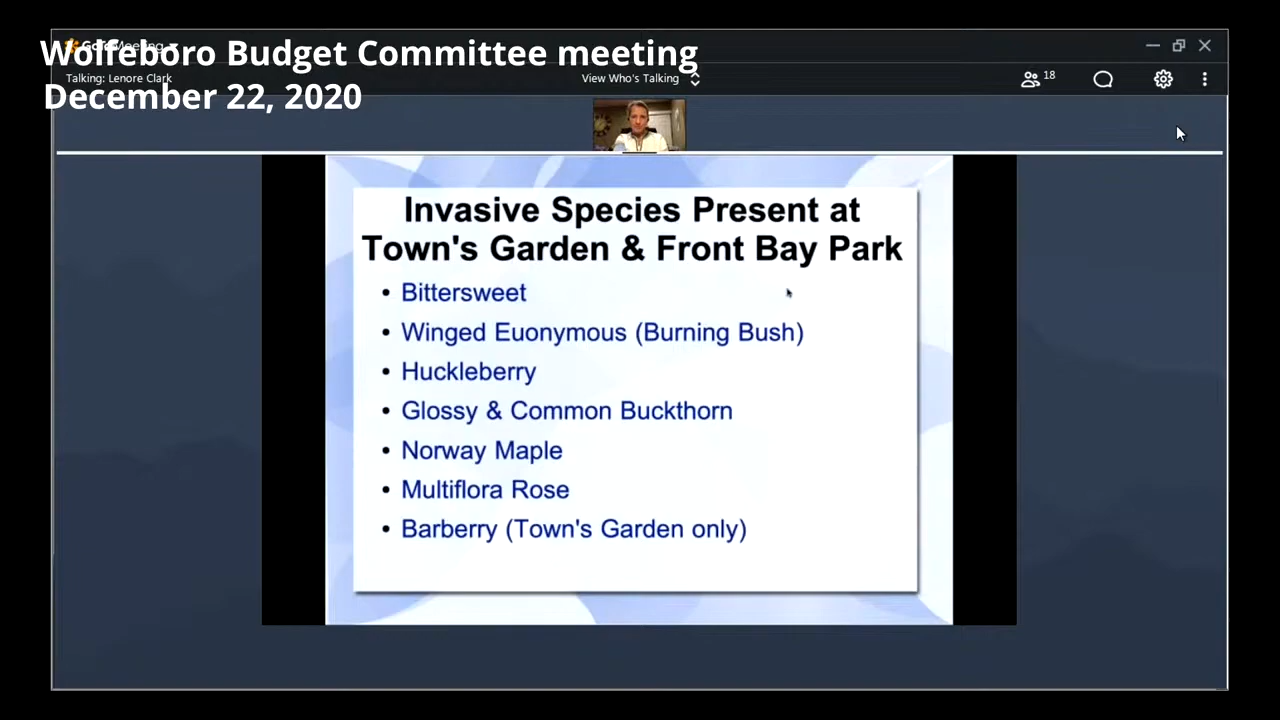 Wolfeboro Budget Committee meeting
Talking: Lenore Clark
View Who's Talking
18
December 22, 2020
Invasive Species Present at
Town's Garden & Front Bay Park
• Bittersweet
• Winged Euonymous (Burning Bush)
• Huckleberry
• Glossy & Common Buckthorn
• Norway Maple
• Multiflora Rose
• Barberry (Town's Garden only)